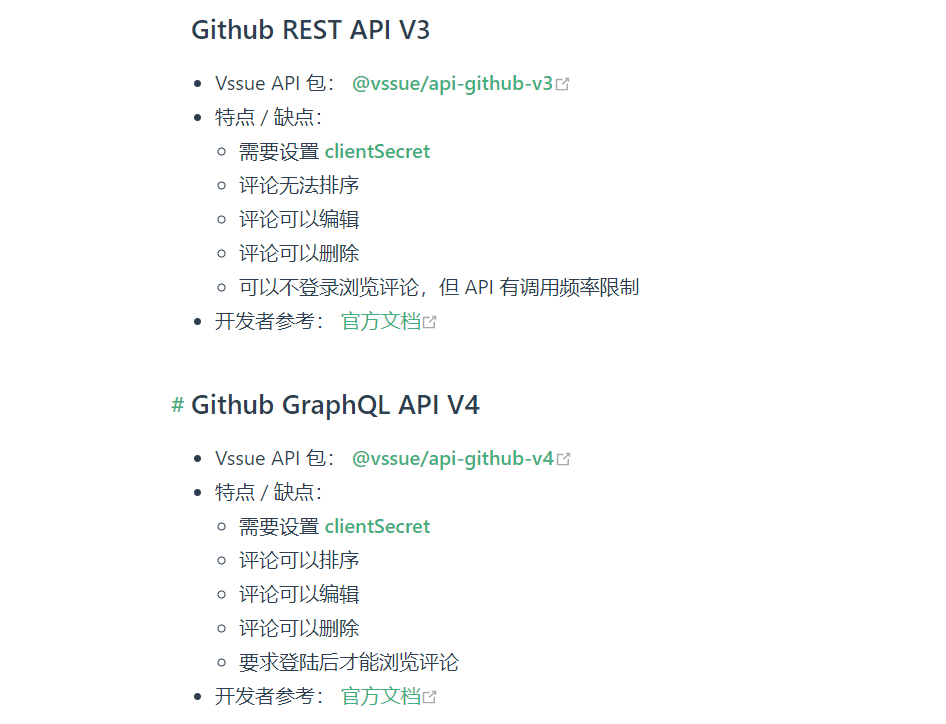 Github REST API V3
Vssue API 包： @vssue/api-github-v3
特点 / 缺点：
需要设置 clientSecret
评论无法排序
评论可以编辑
评论可以删除
可以不登录浏览评论，但 API 有调用频率限制
开发者参考： 官方文档
# Github GraphQL API V4
Vssue API 包： @vssue/api-github-v4
特点 / 缺点：
需要设置 clientSecret
评论可以排序
评论可以编辑
评论可以删除
要求登陆后才能浏览评论
开发者参考： 官方文档